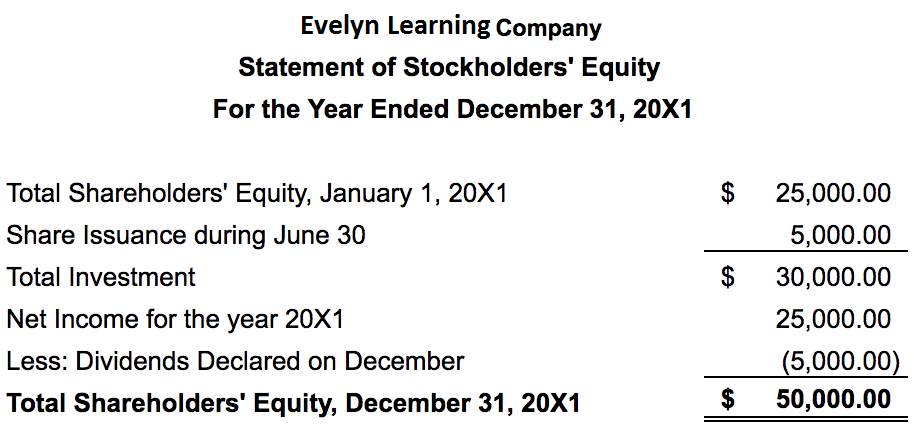 Evelyn Learning Company
Statement of Stockholders' Equity
For the Year Ended December 31, 20X1
Total Shareholders' Equity, January 1, 20X1 $ 25,000.00
Share Issuance during June 30 5,000.00
Total Investment $ 30,000.00
Net Income for the year 20X1 25,000.00
Less: Dividends Declared on December (5,000.00)
Total Shareholders' Equity, December 31, 20X1 $ 50,000.00